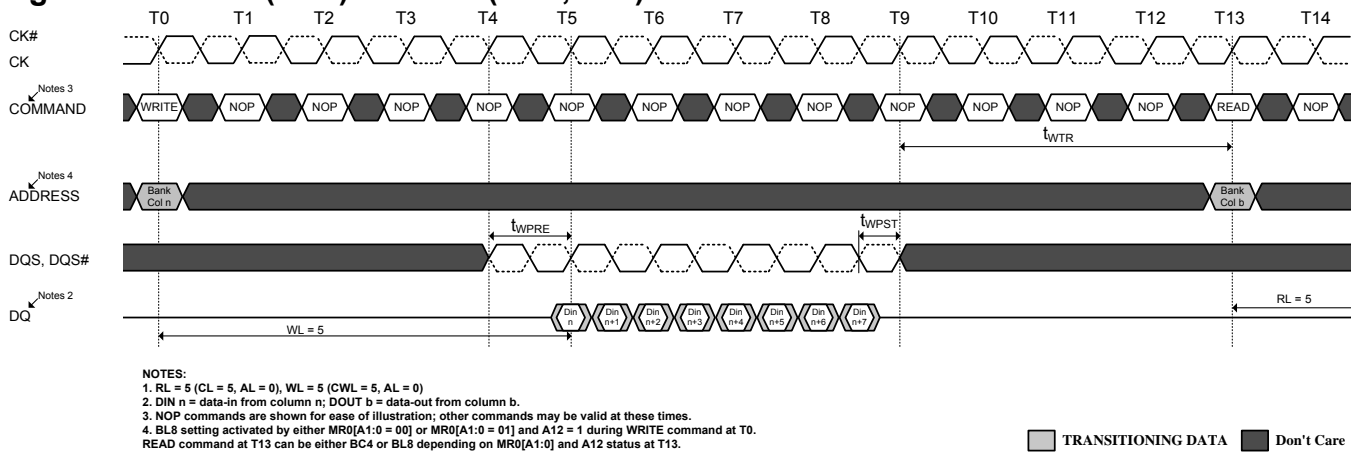 T0 T1 T2 T3 T4 T5 T6 T7 T8 T9 T10 T11 T12 T13 T14
CK#
CK
Notes 3
COMMAND
WRITE NOP NOP NOP NOP NOP NOP NOP NOP NOP NOP NOP NOP READ NOP
tWTR
Notes 4
ADDRESS
Bank
Col n
Bank
Col b
tWPRE
tWPST
DQS, DQS#
Notes 2
DQ
Din
n
Din
n+1
Din
n+2
Din
n+3
Din
n+4
Din
n+5
Din
n+6
Din
n+7
WL = 5
RL = 5
NOTES:
1. RL = 5 (CL = 5, AL = 0), WL = 5 (CWL = 5, AL = 0)
2. DIN n = data-in from column n; DOUT b = data-out from column b.
3. NOP commands are shown for ease of illustration; other commands may be valid at these times.
4. BL8 setting activated by either MR0[A1:0 = 00] or MR0[A1:0 = 01] and A12 = 1 during WRITE command at T0.
READ command at T13 can be either BC4 or BL8 depending on MR0[A1:0] and A12 status at T13.
TRANSITIONING DATA
Don't Care